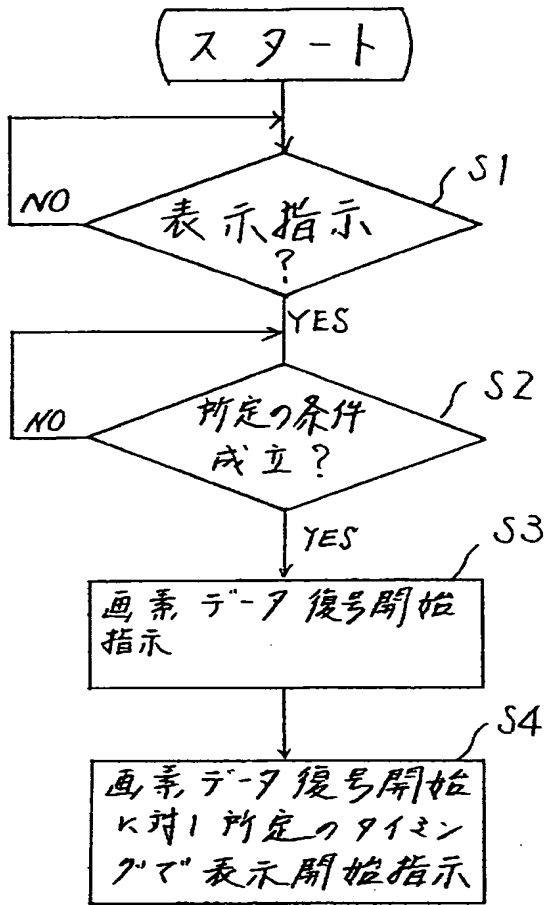 スタート
S1
表示指示
?
NO
YES
S2
所定の条件
成立?
NO
YES
S3
画素データ復号開始
指示
S4
画素データ復号開始
に対し所定のタイミン
グで表示開始指示